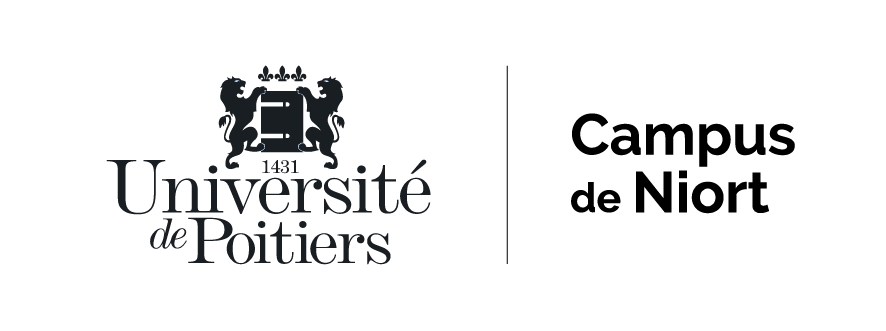 1431
Université
de Poitiers
Campus
de Niort